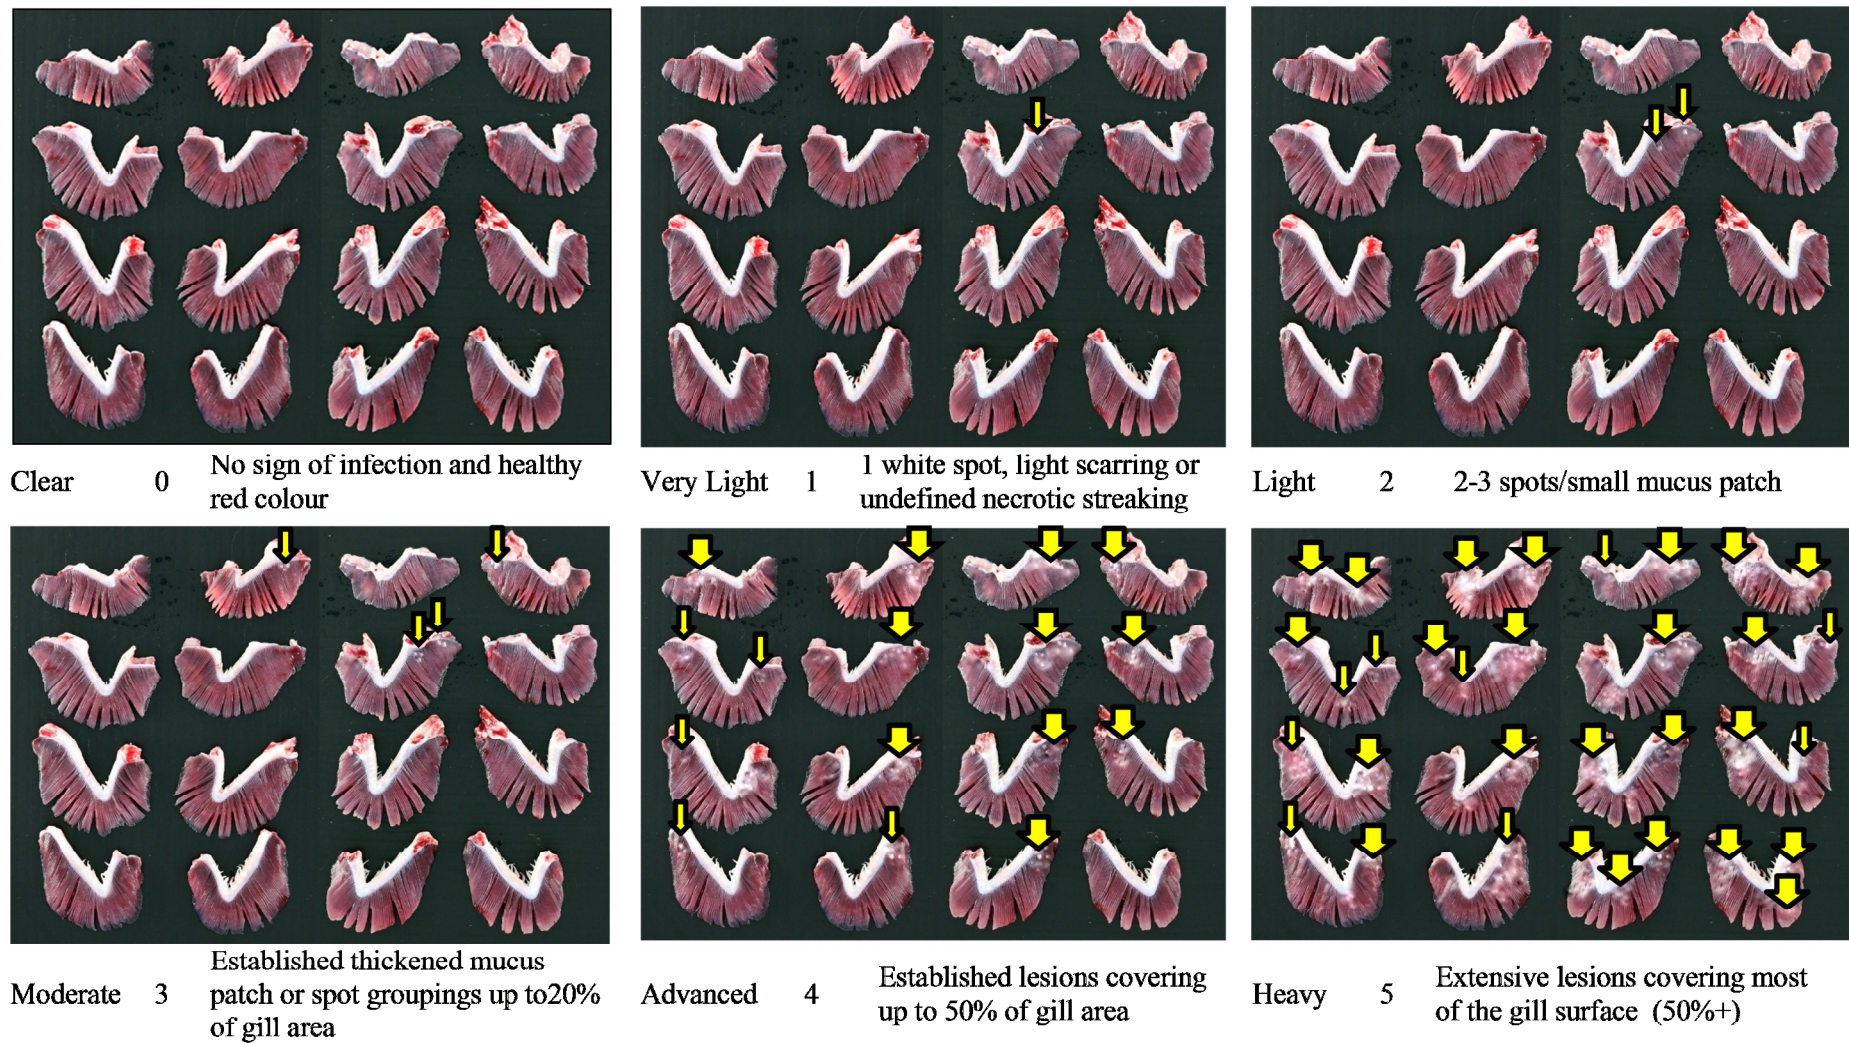 Clear 0 No sign of infection and healthy
red colour
Very Light 1 1 white spot, light scarring or
undefined necrotic streaking
Light 2 2-3 spots/small mucus patch
Moderate 3 Established thickened mucus
patch or spot groupings up to20%
of gill area
Advanced 4 Established lesions covering
up to 50% of gill area
Heavy 5 Extensive lesions covering most
of the gill surface (50%+)